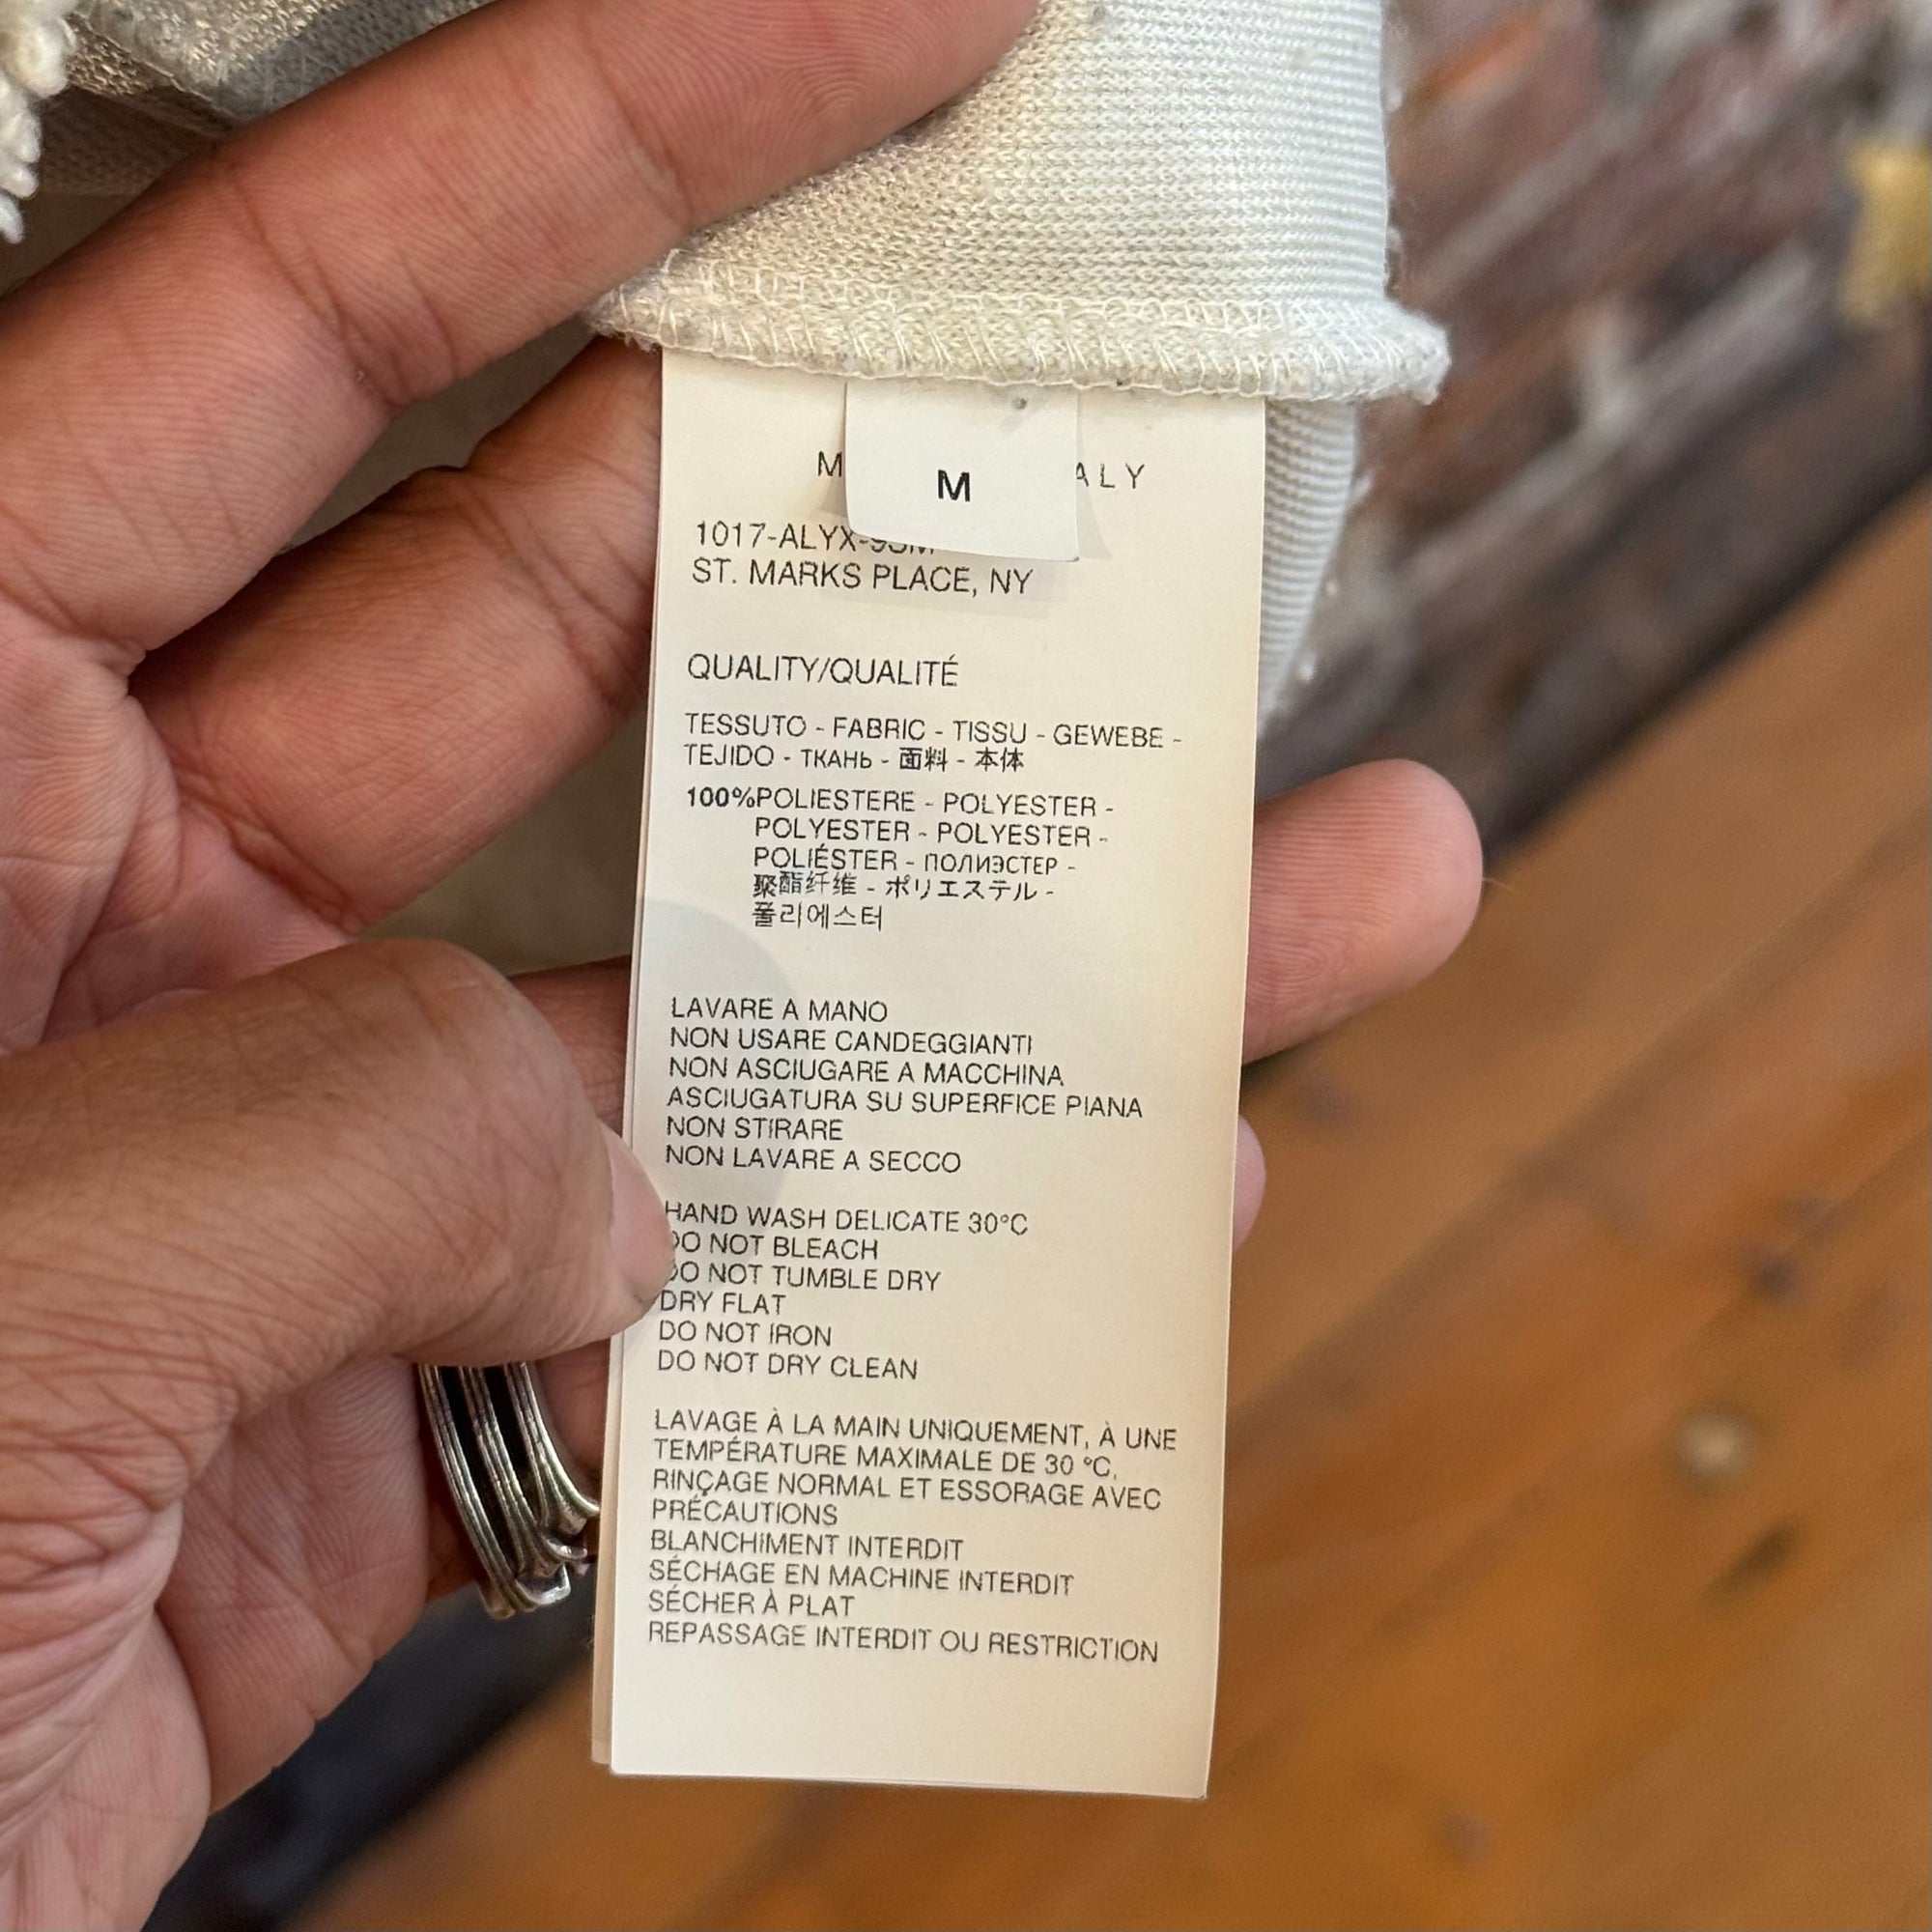 M
ALY
1017-ALYX-9SM
ST. MARKS PLACE, NY
QUALITY/QUALITÉ
TESSUTO - FABRIC - TISSU - GEWEBE -
TEJIDO - ТКАНЬ - 面料 - 本体
100%POLIESTERE - POLYESTER -
POLYESTER - POLYESTER -
POLIÉSTER - ПОЛИЭСТЕР -
聚酯纤维 - ポリエステル -
폴리에스터
LAVARE A MANO
NON USARE CANDEGGIANTI
NON ASCIUGARE A MACCHINA
ASCIUGATURA SU SUPERFICE PIANA
NON STIRARE
NON LAVARE A SECCO
HAND WASH DELICATE 30°C
DO NOT BLEACH
DO NOT TUMBLE DRY
DRY FLAT
DO NOT IRON
DO NOT DRY CLEAN
LAVAGE À LA MAIN UNIQUEMENT, À UNE
TEMPÉRATURE MAXIMALE DE 30 °C,
RINÇAGE NORMAL ET ESSORAGE AVEC
PRÉCAUTIONS
BLANCHIMENT INTERDIT
SÉCHAGE EN MACHINE INTERDIT
SÉCHER À PLAT
REPASSAGE INTERDIT OU RESTRICTION